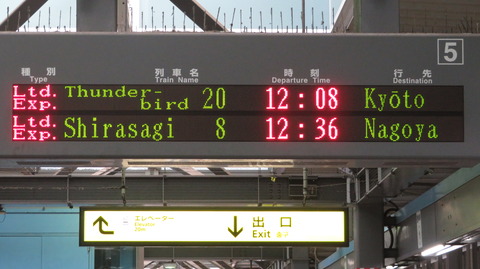 5
種別 列車名 時刻 行先
Type Train Name Departure Time Destination
Ltd. Exp. Thunder-bird 20 12:08 Kyōto
Ltd. Exp. Shirasagi 8 12:36 Nagoya
エレベーター 出口
Elevator Exit